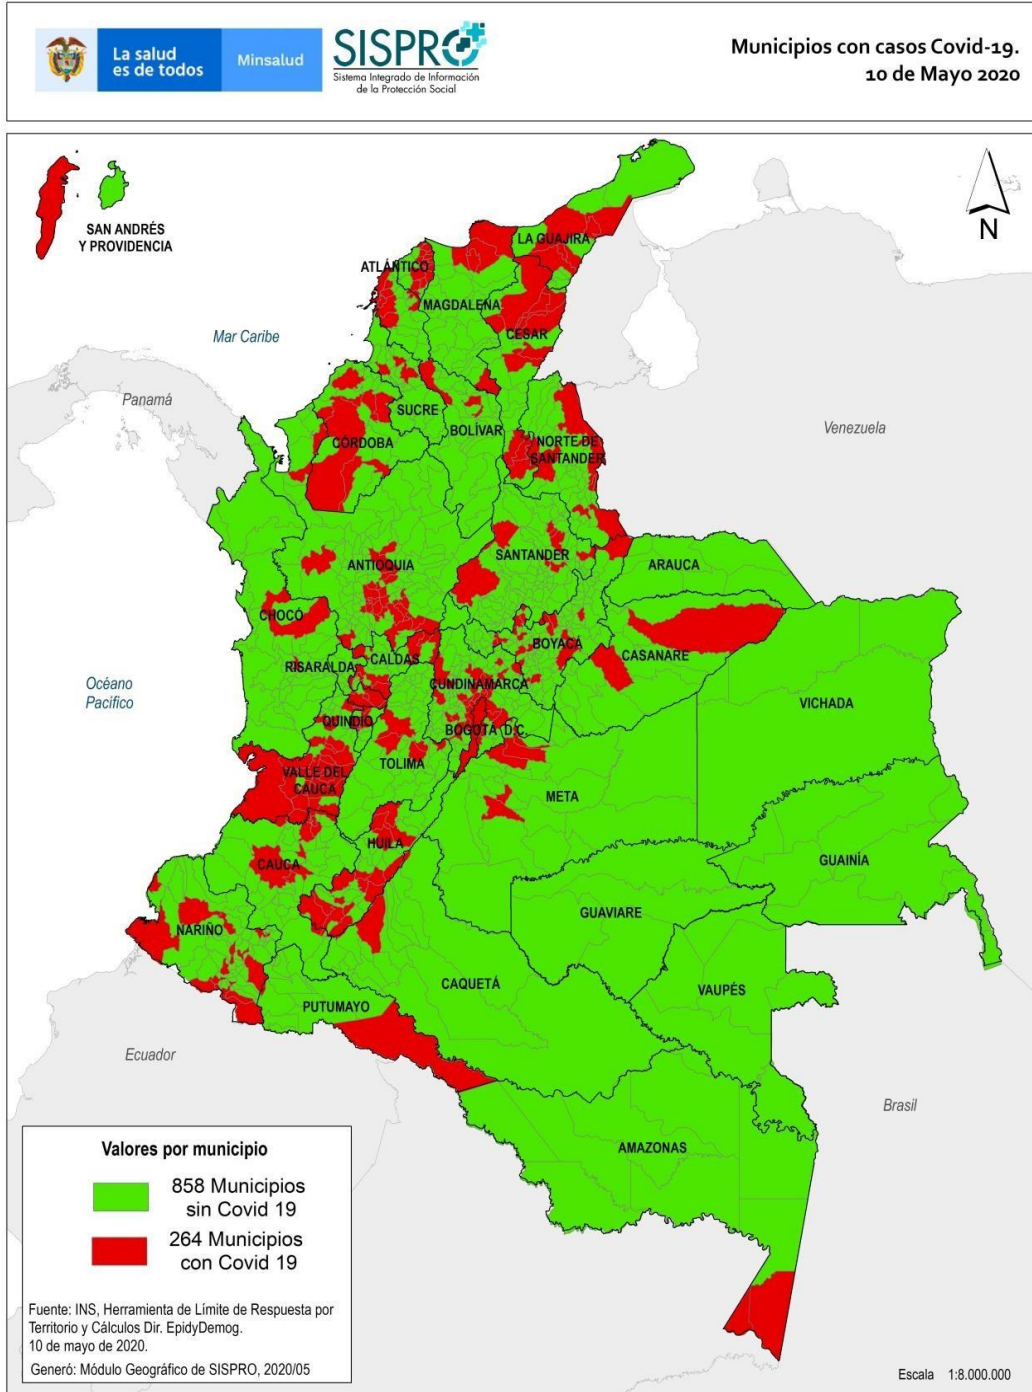 La salud
es de todos
Minsalud
SISPRO
Sistema Integrado de Información
de la Protección Social
Municipios con casos Covid-19.
10 de Mayo 2020
SAN ANDRÉS
Y PROVIDENCIA
N
LA GUAJIRA
ATLÁNTICO
MAGDALENA
CESAR
Mar Caribe
Panamá
SUCRE
BOLÍVAR
Venezuela
CÓRDOBA
NORTE DE
SANTANDER
SANTANDER
ANTIOQUIA
ARAUCA
CHOCÓ
BOYACÁ
CASANARE
RISARALDA
CALDAS
CUNDINAMARCA
Océano
Pacífico
VICHADA
QUINDÍO
BOGOTÁ D.C.
TOLIMA
VALLE DEL
CAUCA
META
HUILA
CAUCA
GUAINÍA
GUAVIARE
NARIÑO
CAQUETÁ
VAUPÉS
PUTUMAYO
Ecuador
Brasil
AMAZONAS
Valores por municipio
858 Municipios
sin Covid 19
264 Municipios
con Covid 19
Fuente: INS, Herramienta de Límite de Respuesta por
Territorio y Cálculos Dir. EpidyDemog.
10 de mayo de 2020.
Generó: Módulo Geográfico de SISPRO, 2020/05
Escala 1:8.000.000